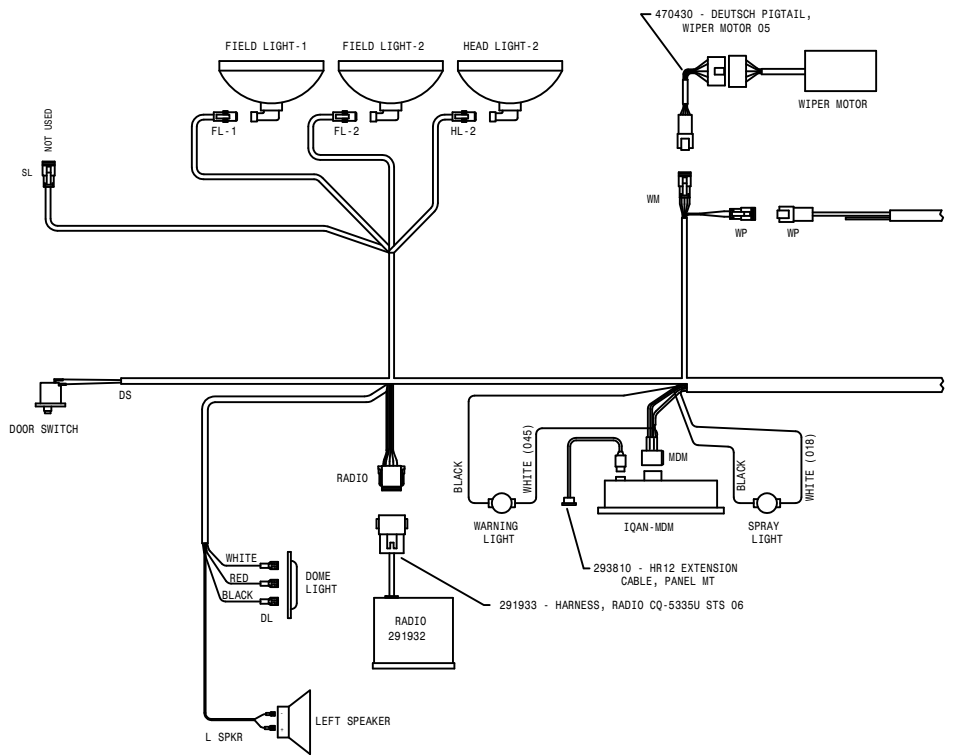 470430 - DEUTSCH PIGTAIL,
WIPER MOTOR 05
FIELD LIGHT-1
FIELD LIGHT-2
HEAD LIGHT-2
WIPER MOTOR
NOT USED
FL-1
FL-2
HL-2
SL
WM
WP
WP
DS
DOOR SWITCH
RADIO
BLACK
WHITE (045)
MDM
BLACK
WHITE (018)
WARNING
LIGHT
IQAN-MDM
SPRAY
LIGHT
WHITE
RED
BLACK
DOME
LIGHT
DL
293810 - HR12 EXTENSION
CABLE, PANEL MT
291933 - HARNESS, RADIO CQ-5335U STS 06
RADIO
291932
-
+
LEFT SPEAKER
L SPKR